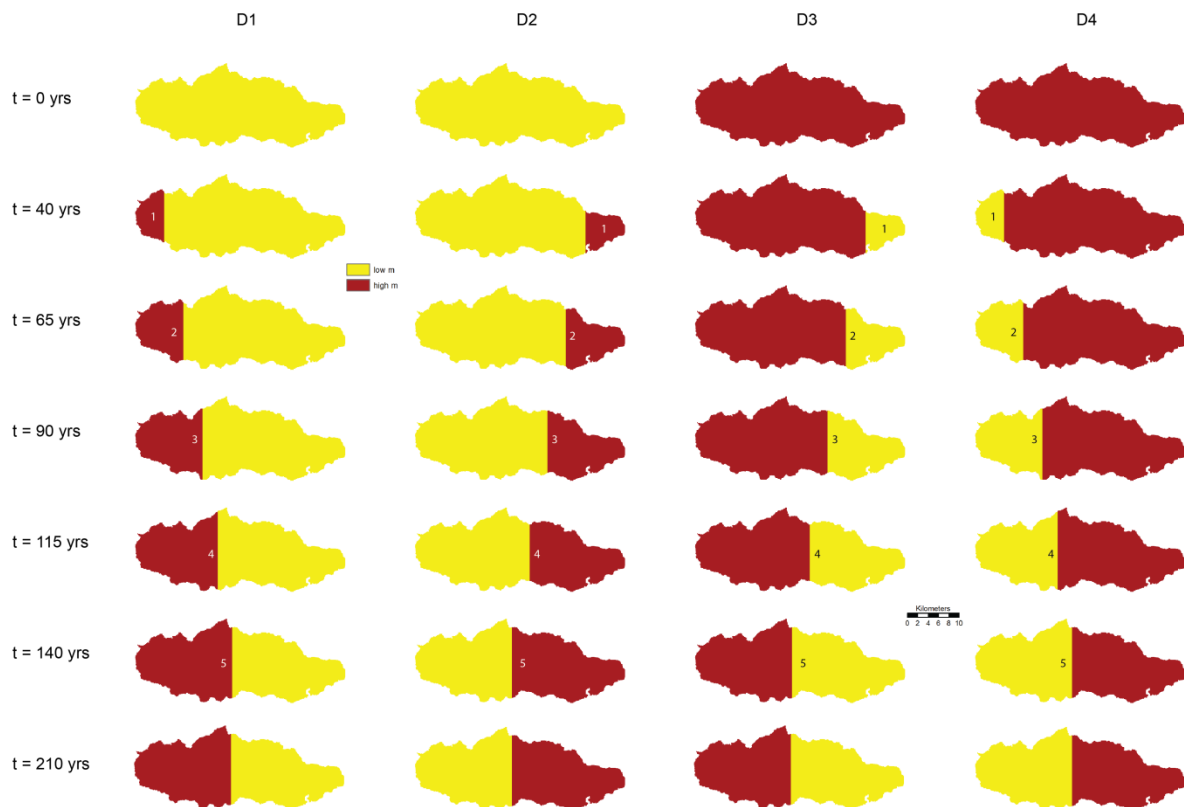 D1 D2 D3 D4
t = 0 yrs
t = 40 yrs
1 1 1 1
low m
high m
t = 65 yrs
2 2 2 2
t = 90 yrs
3 3 3 3
t = 115 yrs
4 4 4 4
Kilometers
0 2 4 6 8 10
t = 140 yrs
5 5 5 5
t = 210 yrs